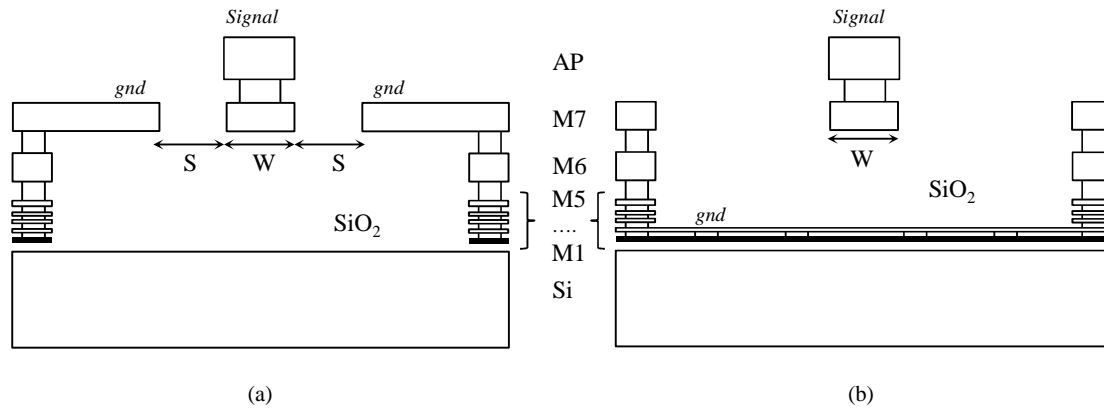 Signal
gnd
gnd
S
W
S
SiO2
AP
M7
M6
M5
....
M1
Si
Signal
W
SiO2
gnd
(a)
(b)